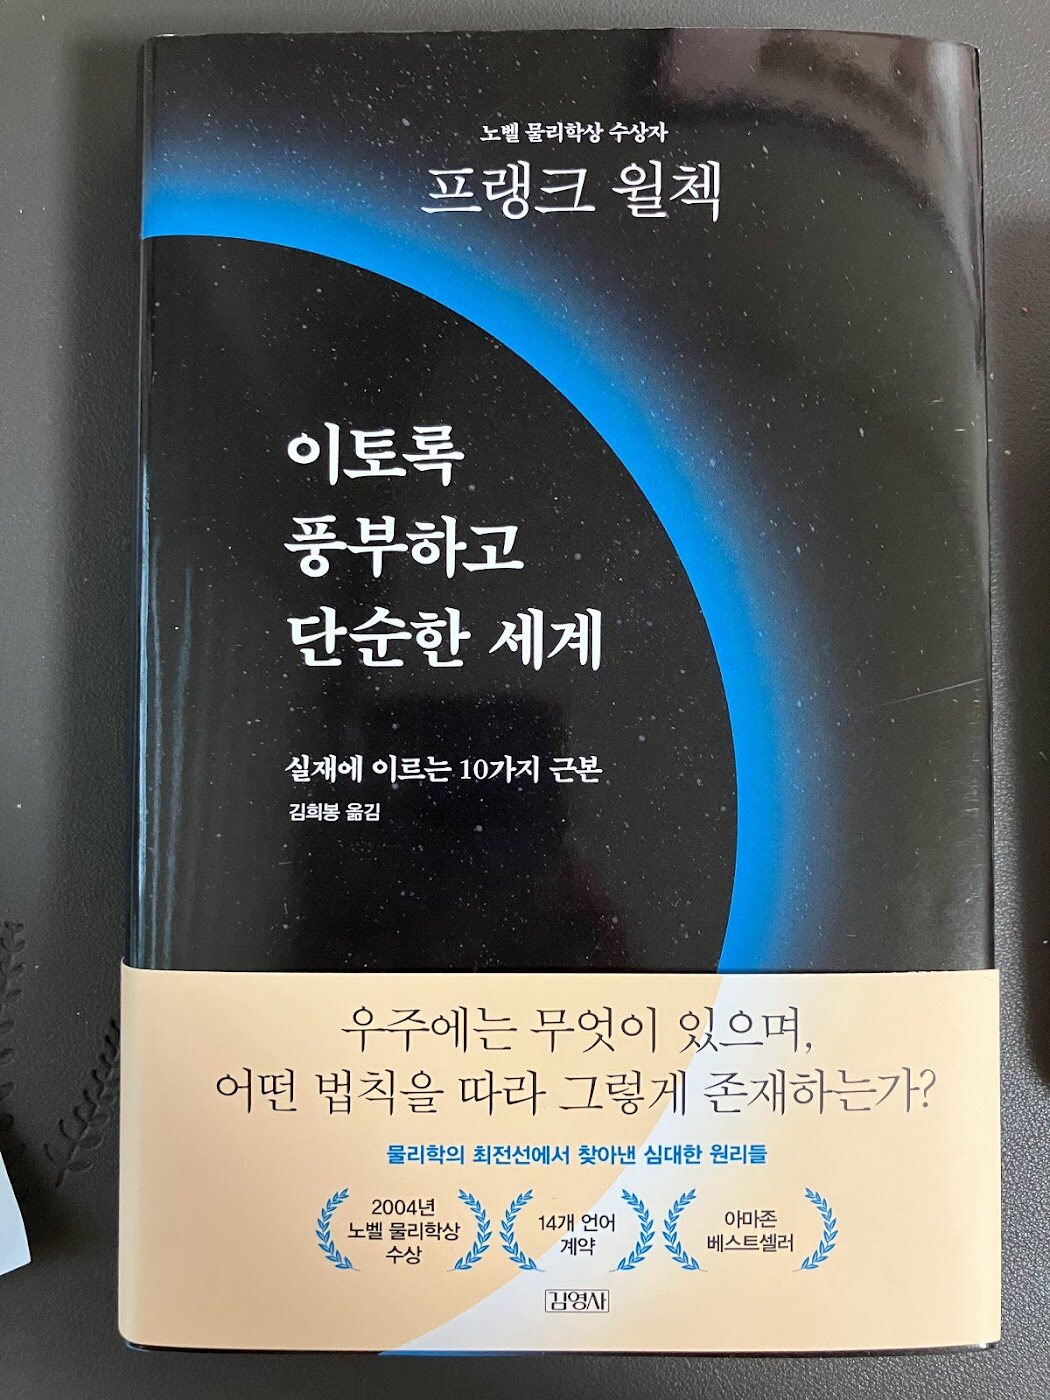 노벨 물리학상 수상자
프랭크 윌첵
이토록
풍부하고
단순한 세계
실재에 이르는 10가지 근본
김희봉 옮김
우주에는 무엇이 있으며,
어떤 법칙을 따라 그렇게 존재하는가?
물리학의 최전선에서 찾아낸 심대한 원리들
2004년
노벨 물리학상
수상
14개 언어
계약
아마존
베스트셀러
김영사